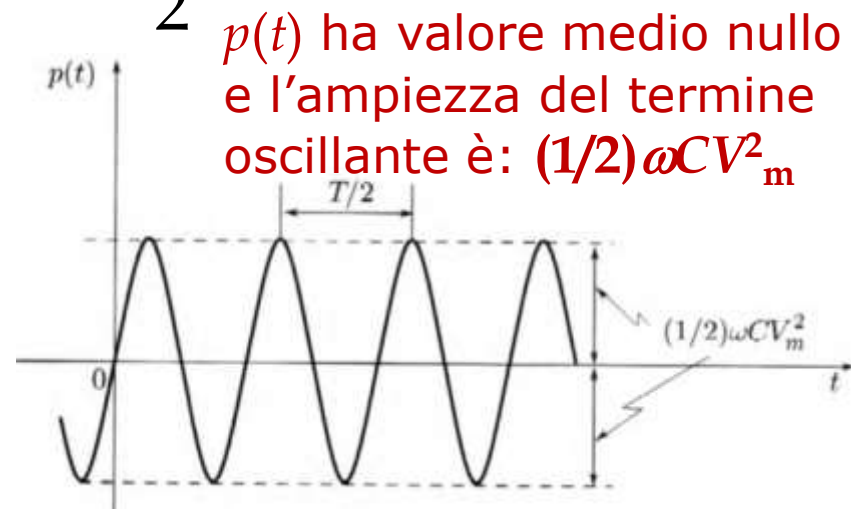 2
p(t) ha valore medio nullo
e l'ampiezza del termine
oscillante è: (1/2)ωCV²ₘ
p(t)
T/2
(1/2)ωCV²ₘ
0
t